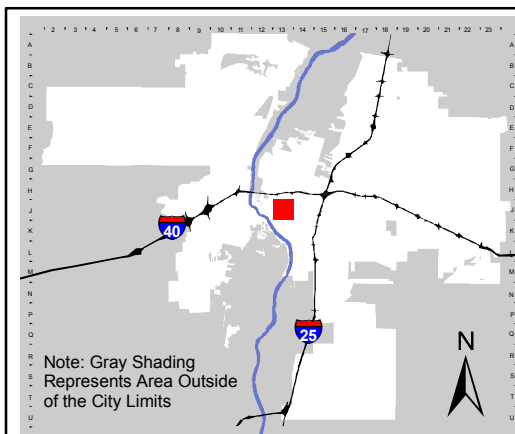 1 2 3 4 5 6 7 8 9 10 11 12 13 14 15 16 17 18 19 20 21 22 23
A A
B B
C C
D D
E E
F F
G G
H H
J J
K K
L L
M M
N N
P P
Q Q
R R
S S
T T
U U
40
25
N
Note: Gray Shading
Represents Area Outside
of the City Limits